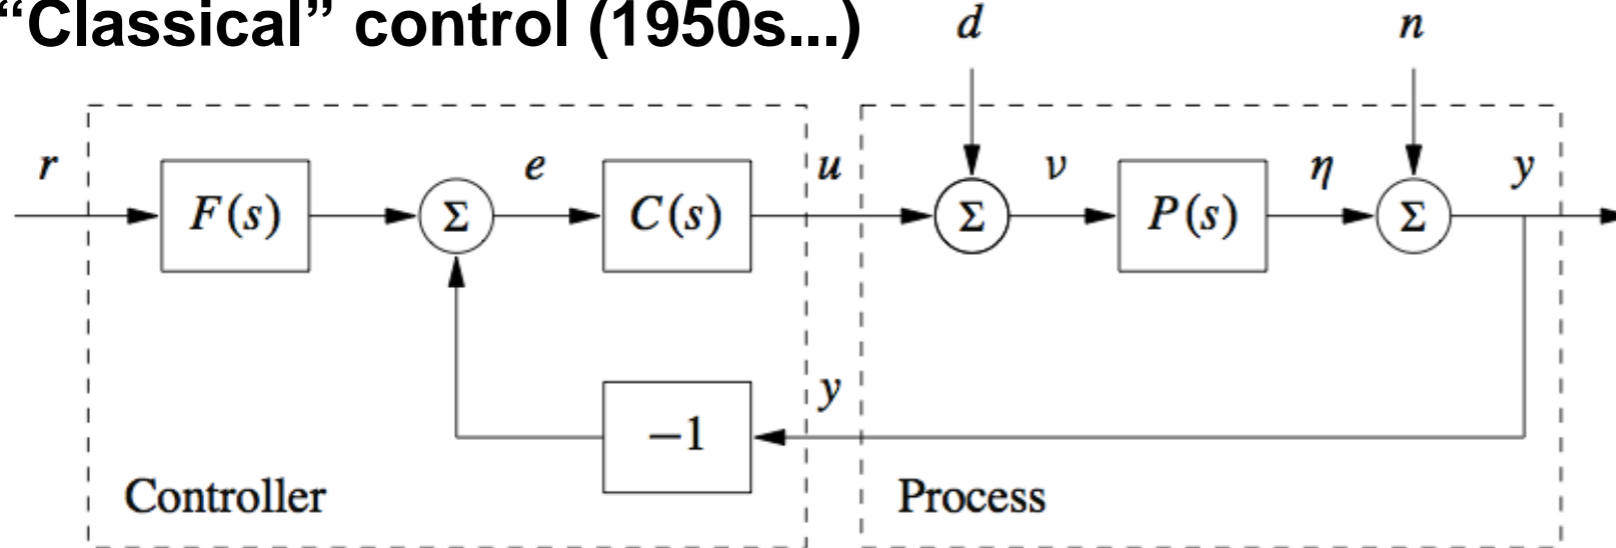 “Classical” control (1950s...)
d
n
r
e
u
ν
η
y
F(s)
Σ
C(s)
Σ
P(s)
Σ
y
−1
Controller
Process